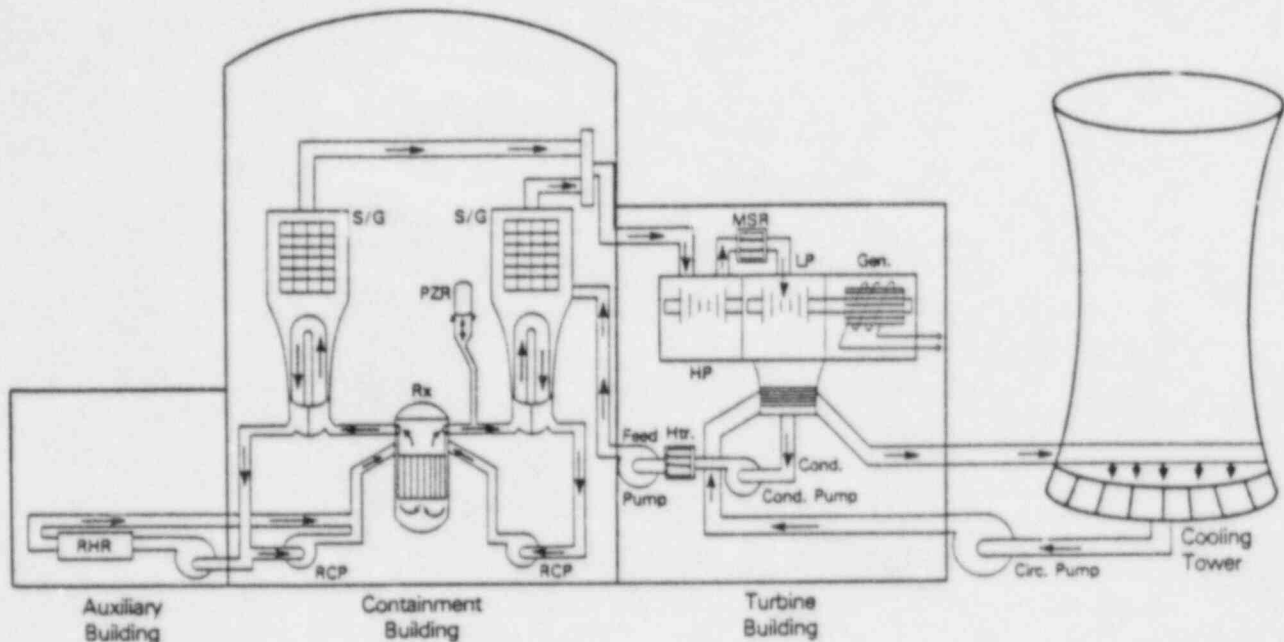 S/G
S/G
MSR
LP
Gen.
PZR
HP
Rx
Feed
Htr.
Pump
Cond.
Cond. Pump
RHR
RCP
RCP
Circ. Pump
Cooling
Tower
Auxiliary
Building
Containment
Building
Turbine
Building